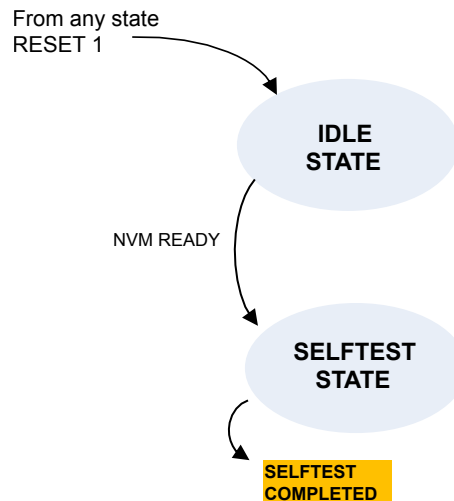 From any state
RESET 1
IDLE
STATE
NVM READY
SELFTEST
STATE
SELFTEST
COMPLETED